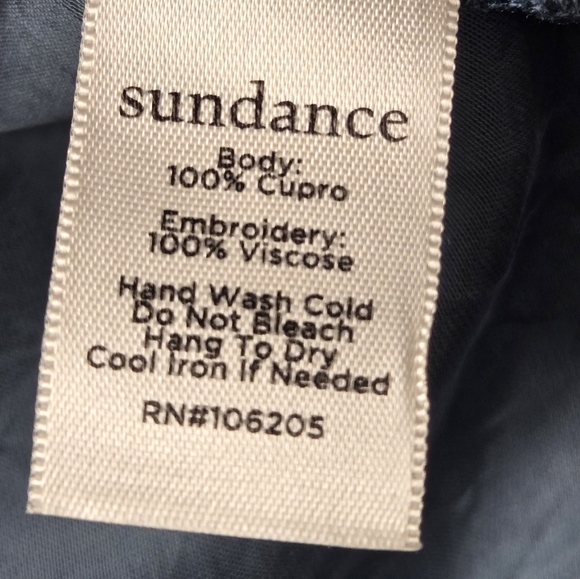 sundance
Body:
100% Cupro
Embroidery:
100% Viscose
Hand Wash Cold
Do Not Bleach
Hang To Dry
Cool Iron If Needed
RN#106205